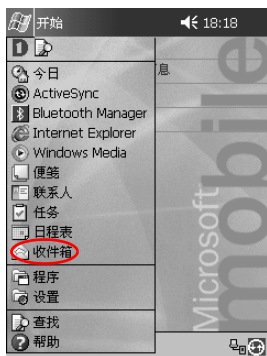 开始 18:18
息
今日
ActiveSync
Bluetooth Manager
Internet Explorer
Windows Media
便笺
联系人
任务
日程表
收件箱
程序
设置
查找
帮助
Microsoft
mobile